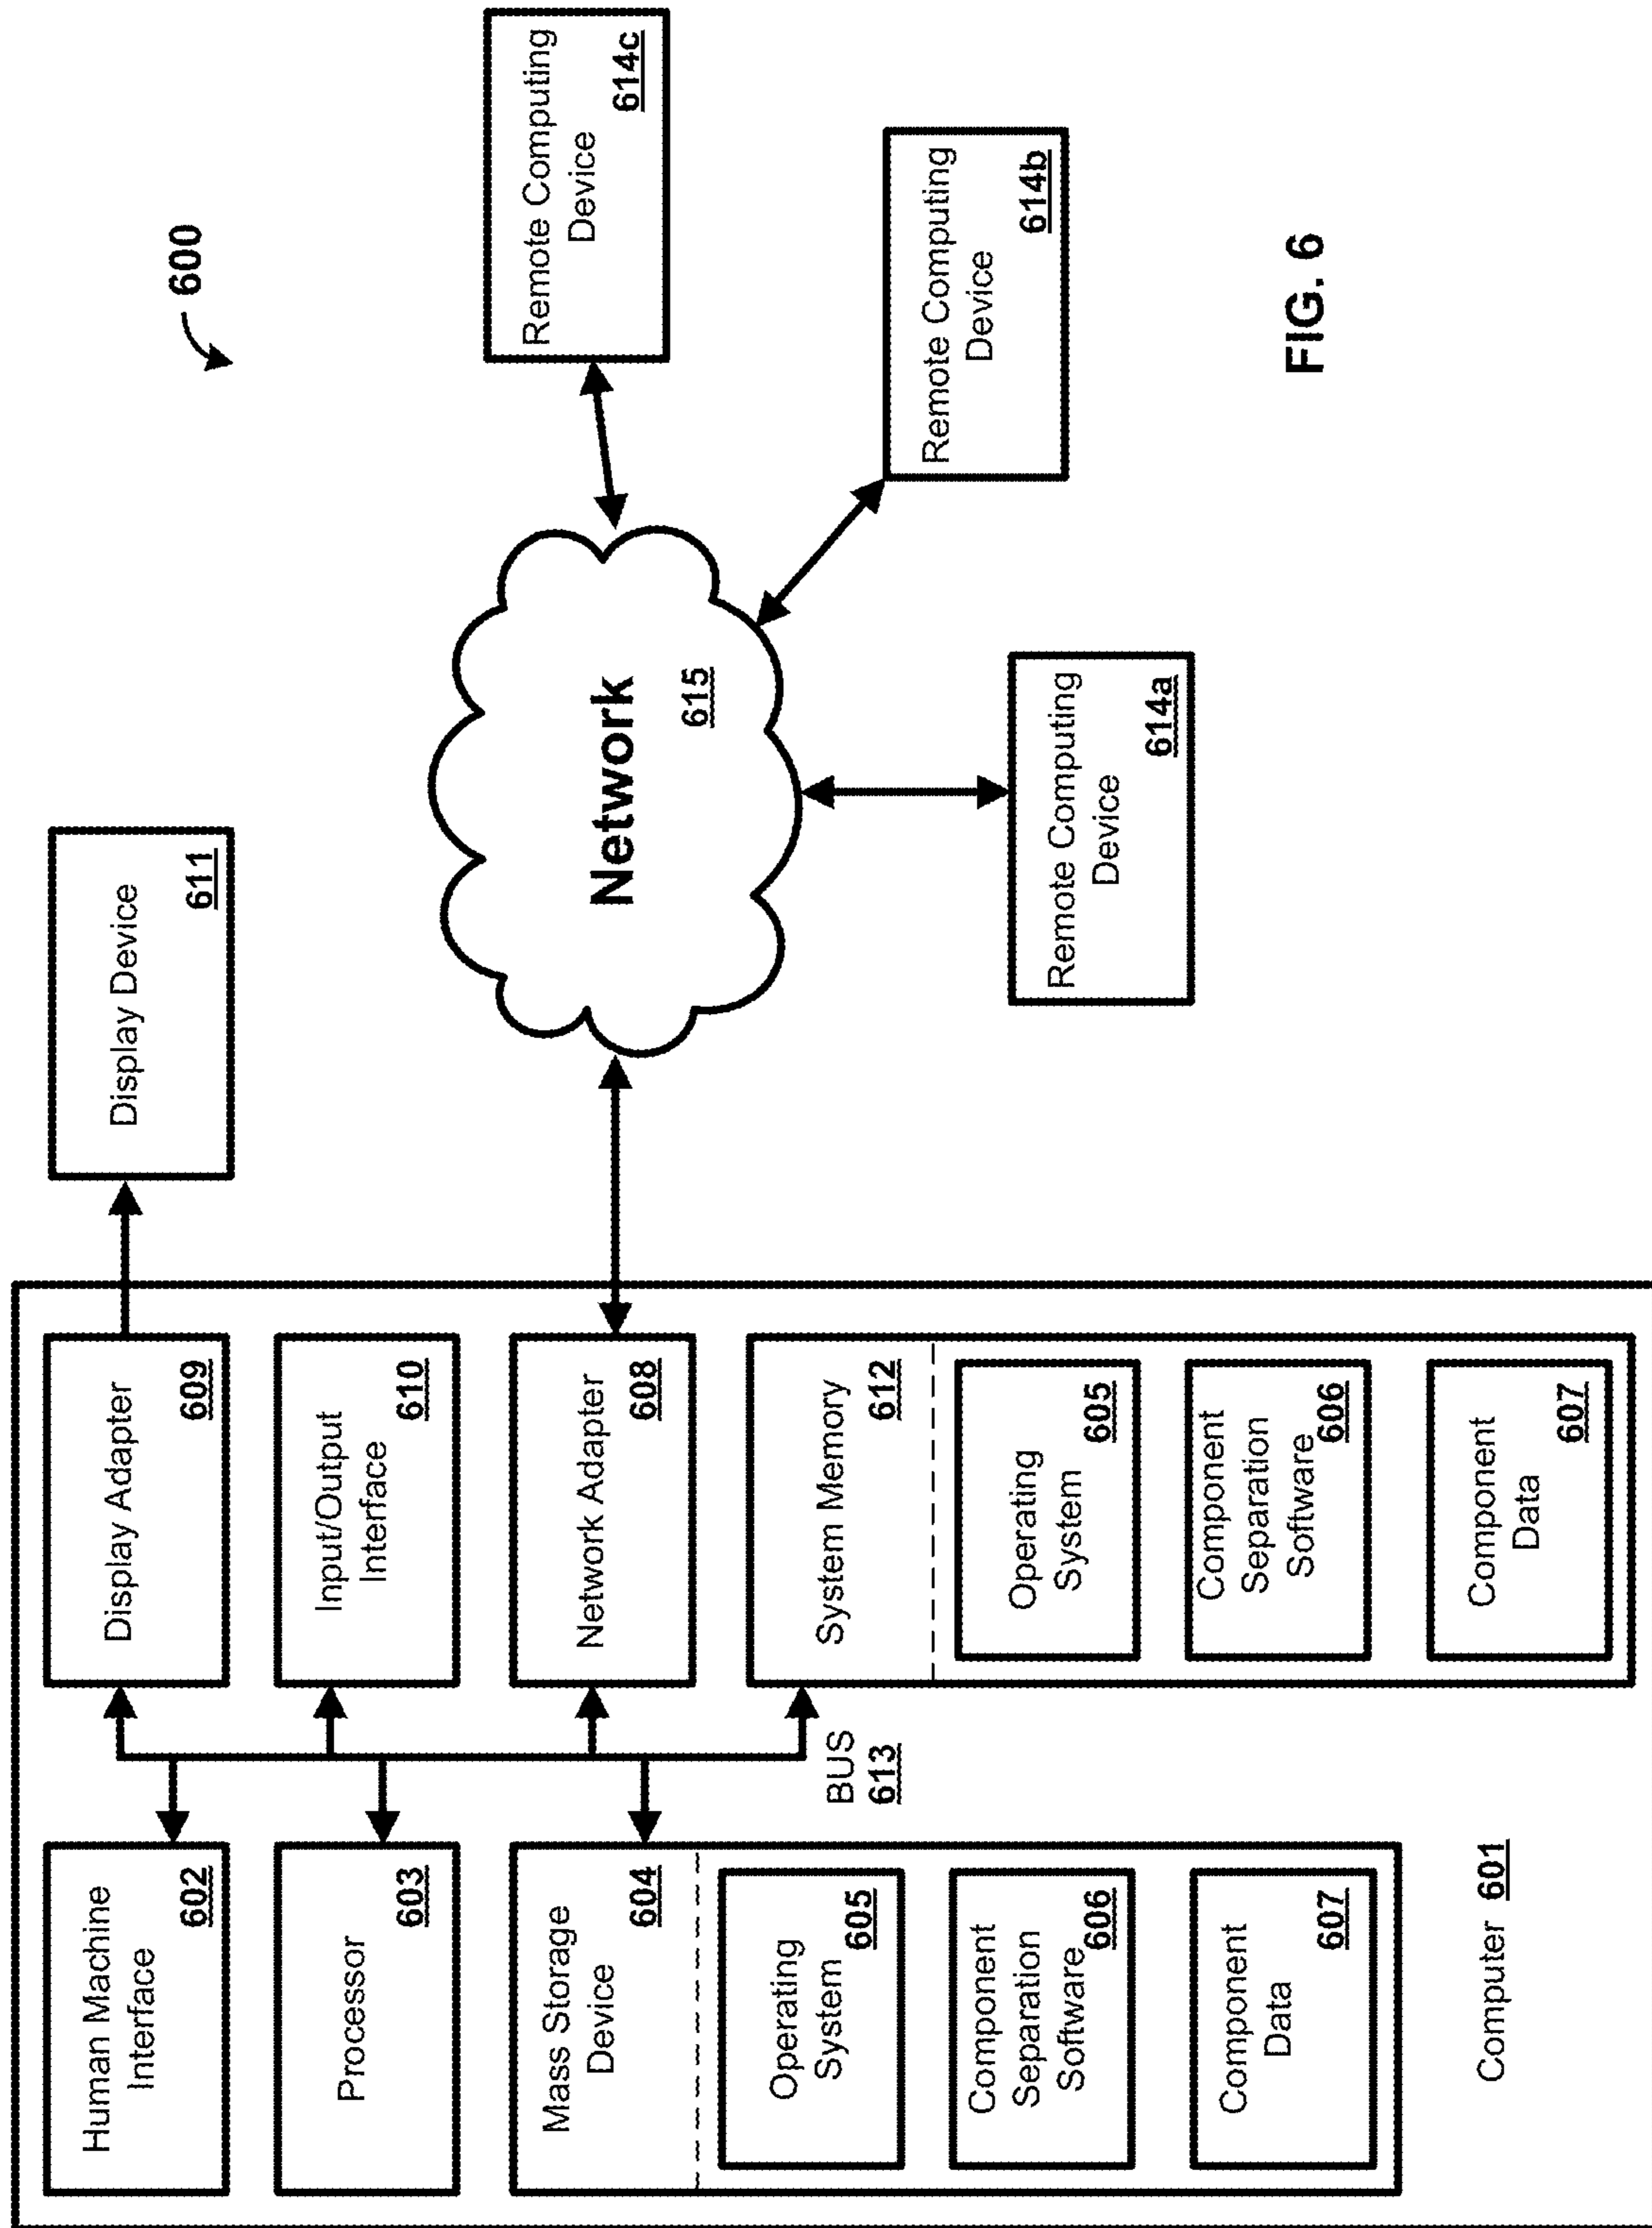 600
Human Machine
Interface
602
Processor
603
Mass Storage
Device
604
Operating
System
605
Component
Separation
Software
606
Component
Data
607
Computer 601
BUS
613
Display Adapter
609
Input/Output
Interface
610
Network Adapter
608
System Memory
612
Operating
System
605
Component
Separation
Software
606
Component
Data
607
Display Device
611
Network
615
Remote Computing
Device
614a
Remote Computing
Device
614b
Remote Computing
Device
614c
FIG. 6